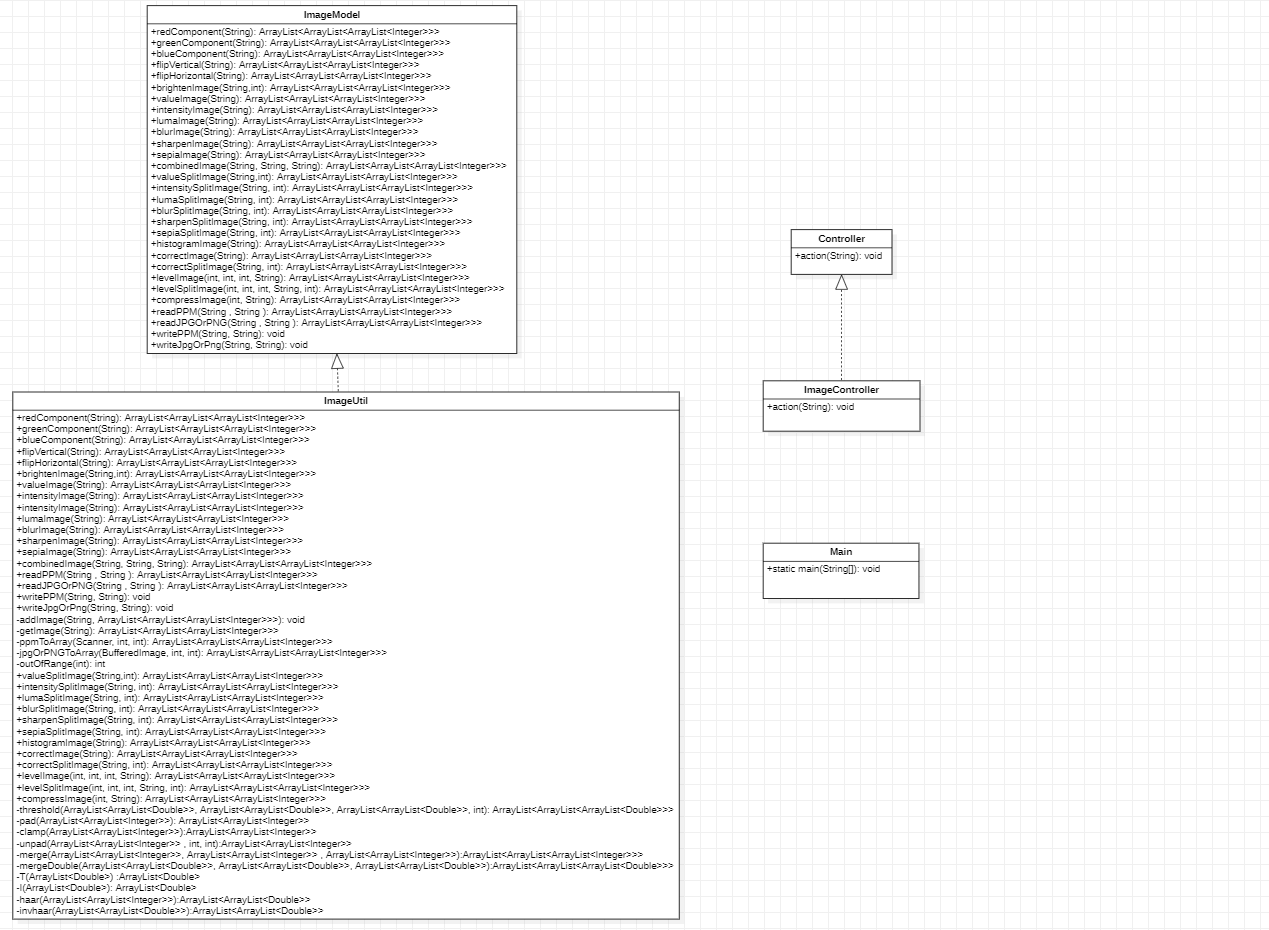 ImageModel
+redComponent(String): ArrayList<ArrayList<ArrayList<Integer>>>
+greenComponent(String): ArrayList<ArrayList<ArrayList<Integer>>>
+blueComponent(String): ArrayList<ArrayList<ArrayList<Integer>>>
+flipVertical(String): ArrayList<ArrayList<ArrayList<Integer>>>
+flipHorizontal(String): ArrayList<ArrayList<ArrayList<Integer>>>
+brightenImage(String,int): ArrayList<ArrayList<ArrayList<Integer>>>
+valueImage(String): ArrayList<ArrayList<ArrayList<Integer>>>
+intensityImage(String): ArrayList<ArrayList<ArrayList<Integer>>>
+lumaImage(String): ArrayList<ArrayList<ArrayList<Integer>>>
+blurImage(String): ArrayList<ArrayList<ArrayList<Integer>>>
+sharpenImage(String): ArrayList<ArrayList<ArrayList<Integer>>>
+sepiaImage(String): ArrayList<ArrayList<ArrayList<Integer>>>
+combinedImage(String, String, String): ArrayList<ArrayList<ArrayList<Integer>>>
+valueSplitImage(String,int): ArrayList<ArrayList<ArrayList<Integer>>>
+intensitySplitImage(String, int): ArrayList<ArrayList<ArrayList<Integer>>>
+lumaSplitImage(String, int): ArrayList<ArrayList<ArrayList<Integer>>>
+blurSplitImage(String, int): ArrayList<ArrayList<ArrayList<Integer>>>
+sharpenSplitImage(String, int): ArrayList<ArrayList<ArrayList<Integer>>>
+sepiaSplitImage(String, int): ArrayList<ArrayList<ArrayList<Integer>>>
+histogramImage(String): ArrayList<ArrayList<ArrayList<Integer>>>
+correctImage(String): ArrayList<ArrayList<ArrayList<Integer>>>
+correctSplitImage(String, int): ArrayList<ArrayList<ArrayList<Integer>>>
+levelImage(int, int, int, String): ArrayList<ArrayList<ArrayList<Integer>>>
+levelSplitImage(int, int, int, String, int): ArrayList<ArrayList<ArrayList<Integer>>>
+compressImage(int, String): ArrayList<ArrayList<ArrayList<Integer>>>
+readPPM(String , String ): ArrayList<ArrayList<ArrayList<Integer>>>
+readJPGOrPNG(String , String ): ArrayList<ArrayList<ArrayList<Integer>>>
+writePPM(String, String): void
+writeJpgOrPng(String, String): void
ImageUtil
+redComponent(String): ArrayList<ArrayList<ArrayList<Integer>>>
+greenComponent(String): ArrayList<ArrayList<ArrayList<Integer>>>
+blueComponent(String): ArrayList<ArrayList<ArrayList<Integer>>>
+flipVertical(String): ArrayList<ArrayList<ArrayList<Integer>>>
+flipHorizontal(String): ArrayList<ArrayList<ArrayList<Integer>>>
+brightenImage(String,int): ArrayList<ArrayList<ArrayList<Integer>>>
+valueImage(String): ArrayList<ArrayList<ArrayList<Integer>>>
+intensityImage(String): ArrayList<ArrayList<ArrayList<Integer>>>
+intensityImage(String): ArrayList<ArrayList<ArrayList<Integer>>>
+lumaImage(String): ArrayList<ArrayList<ArrayList<Integer>>>
+blurImage(String): ArrayList<ArrayList<ArrayList<Integer>>>
+sharpenImage(String): ArrayList<ArrayList<ArrayList<Integer>>>
+sepiaImage(String): ArrayList<ArrayList<ArrayList<Integer>>>
+combinedImage(String, String, String): ArrayList<ArrayList<ArrayList<Integer>>>
+readPPM(String , String ): ArrayList<ArrayList<ArrayList<Integer>>>
+readJPGOrPNG(String , String ): ArrayList<ArrayList<ArrayList<Integer>>>
+writePPM(String, String): void
+writeJpgOrPng(String, String): void
-addImage(String, ArrayList<ArrayList<ArrayList<Integer>>>): void
-getImage(String): ArrayList<ArrayList<ArrayList<Integer>>>
-ppmToArray(Scanner, int, int): ArrayList<ArrayList<ArrayList<Integer>>>
-jpgOrPNGToArray(BufferedImage, int, int): ArrayList<ArrayList<ArrayList<Integer>>>
-outOfRange(int): int
+valueSplitImage(String,int): ArrayList<ArrayList<ArrayList<Integer>>>
+intensitySplitImage(String, int): ArrayList<ArrayList<ArrayList<Integer>>>
+lumaSplitImage(String, int): ArrayList<ArrayList<ArrayList<Integer>>>
+blurSplitImage(String, int): ArrayList<ArrayList<ArrayList<Integer>>>
+sharpenSplitImage(String, int): ArrayList<ArrayList<ArrayList<Integer>>>
+sepiaSplitImage(String, int): ArrayList<ArrayList<ArrayList<Integer>>>
+histogramImage(String): ArrayList<ArrayList<ArrayList<Integer>>>
+correctImage(String): ArrayList<ArrayList<ArrayList<Integer>>>
+correctSplitImage(String, int): ArrayList<ArrayList<ArrayList<Integer>>>
+levelImage(int, int, int, String): ArrayList<ArrayList<ArrayList<Integer>>>
+levelSplitImage(int, int, int, String, int): ArrayList<ArrayList<ArrayList<Integer>>>
+compressImage(int, String): ArrayList<ArrayList<ArrayList<Integer>>>
-threshold(ArrayList<ArrayList<Double>>, ArrayList<ArrayList<Double>>, ArrayList<ArrayList<Double>>, int): ArrayList<ArrayList<ArrayList<Double>>>
-pad(ArrayList<ArrayList<Integer>>): ArrayList<ArrayList<Integer>>
-clamp(ArrayList<ArrayList<Integer>>):ArrayList<ArrayList<Integer>>
-unpad(ArrayList<ArrayList<Integer>> , int, int):ArrayList<ArrayList<Integer>>
-merge(ArrayList<ArrayList<Integer>>, ArrayList<ArrayList<Integer>> , ArrayList<ArrayList<Integer>>):ArrayList<ArrayList<ArrayList<Integer>>>
-mergeDouble(ArrayList<ArrayList<Double>>, ArrayList<ArrayList<Double>>, ArrayList<ArrayList<Double>>):ArrayList<ArrayList<ArrayList<Double>>>
-T(ArrayList<Double>) :ArrayList<Double>
-I(ArrayList<Double>): ArrayList<Double>
-haar(ArrayList<ArrayList<Integer>>):ArrayList<ArrayList<Double>>
-invhaar(ArrayList<ArrayList<Double>>):ArrayList<ArrayList<Double>>
Controller
+action(String): void
ImageController
+action(String): void
Main
+static main(String[]): void